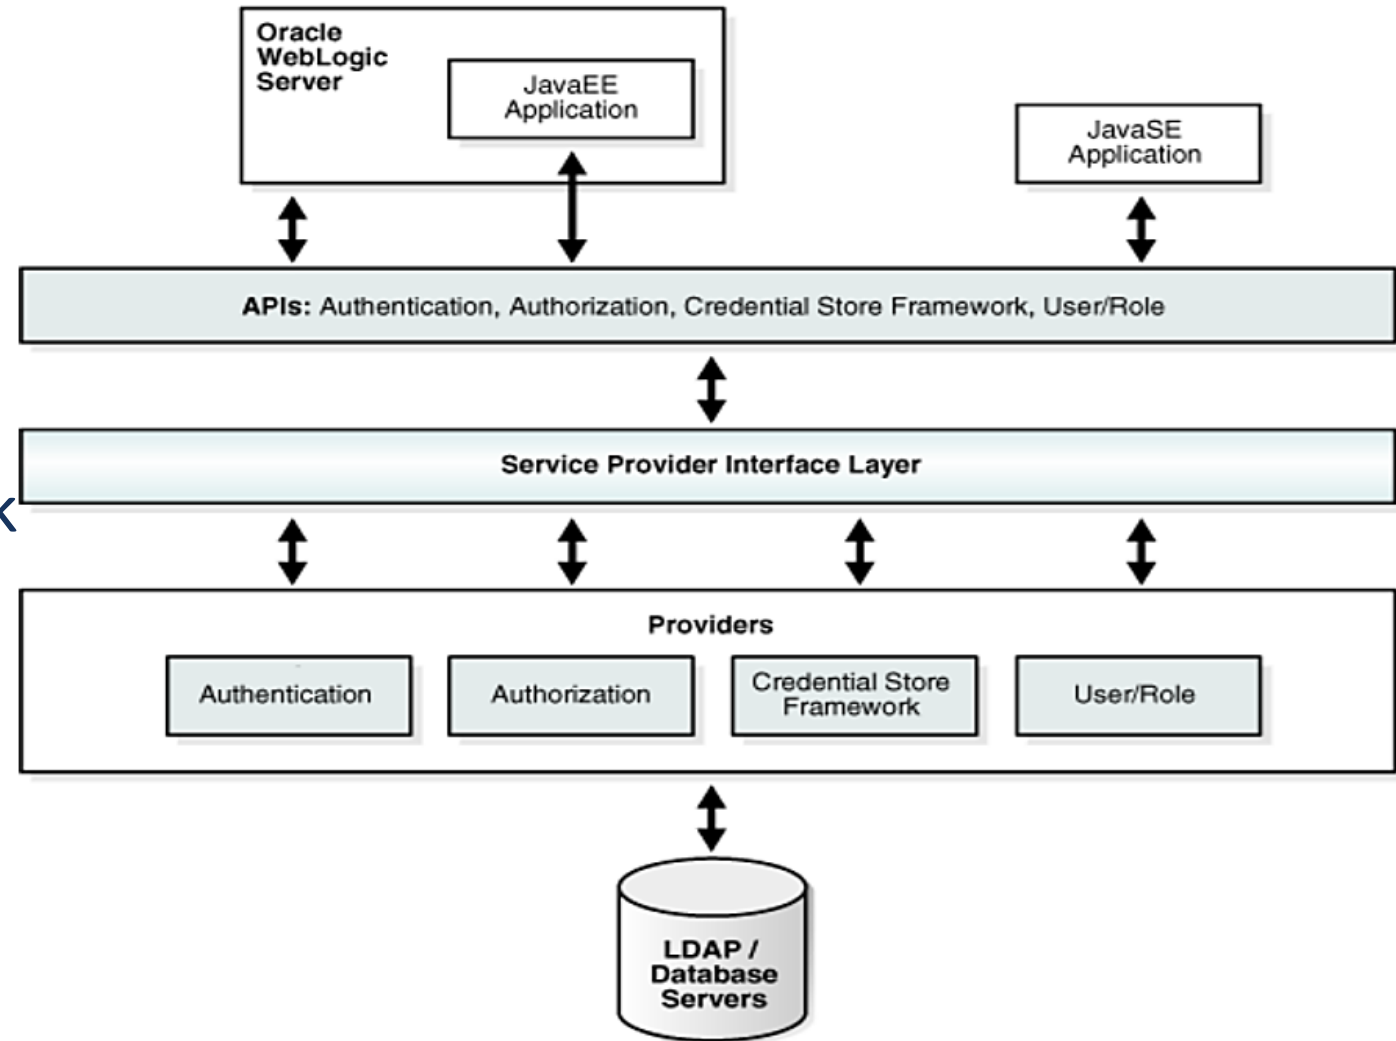 Oracle
WebLogic
Server
JavaEE
Application
JavaSE
Application
APIs: Authentication, Authorization, Credential Store Framework, User/Role
Service Provider Interface Layer
k
Providers
Authentication
Authorization
Credential Store
Framework
User/Role
LDAP /
Database
Servers